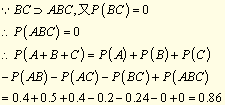 ∵ BC⊃ABC,又P(BC)=0
∴ P(ABC)=0
∴ P(A+B+C)=P(A)+P(B)+P(C)
−P(AB)−P(AC)−P(BC)+P(ABC)
=0.4+0.5+0.4−0.2−0.24−0+0=0.86